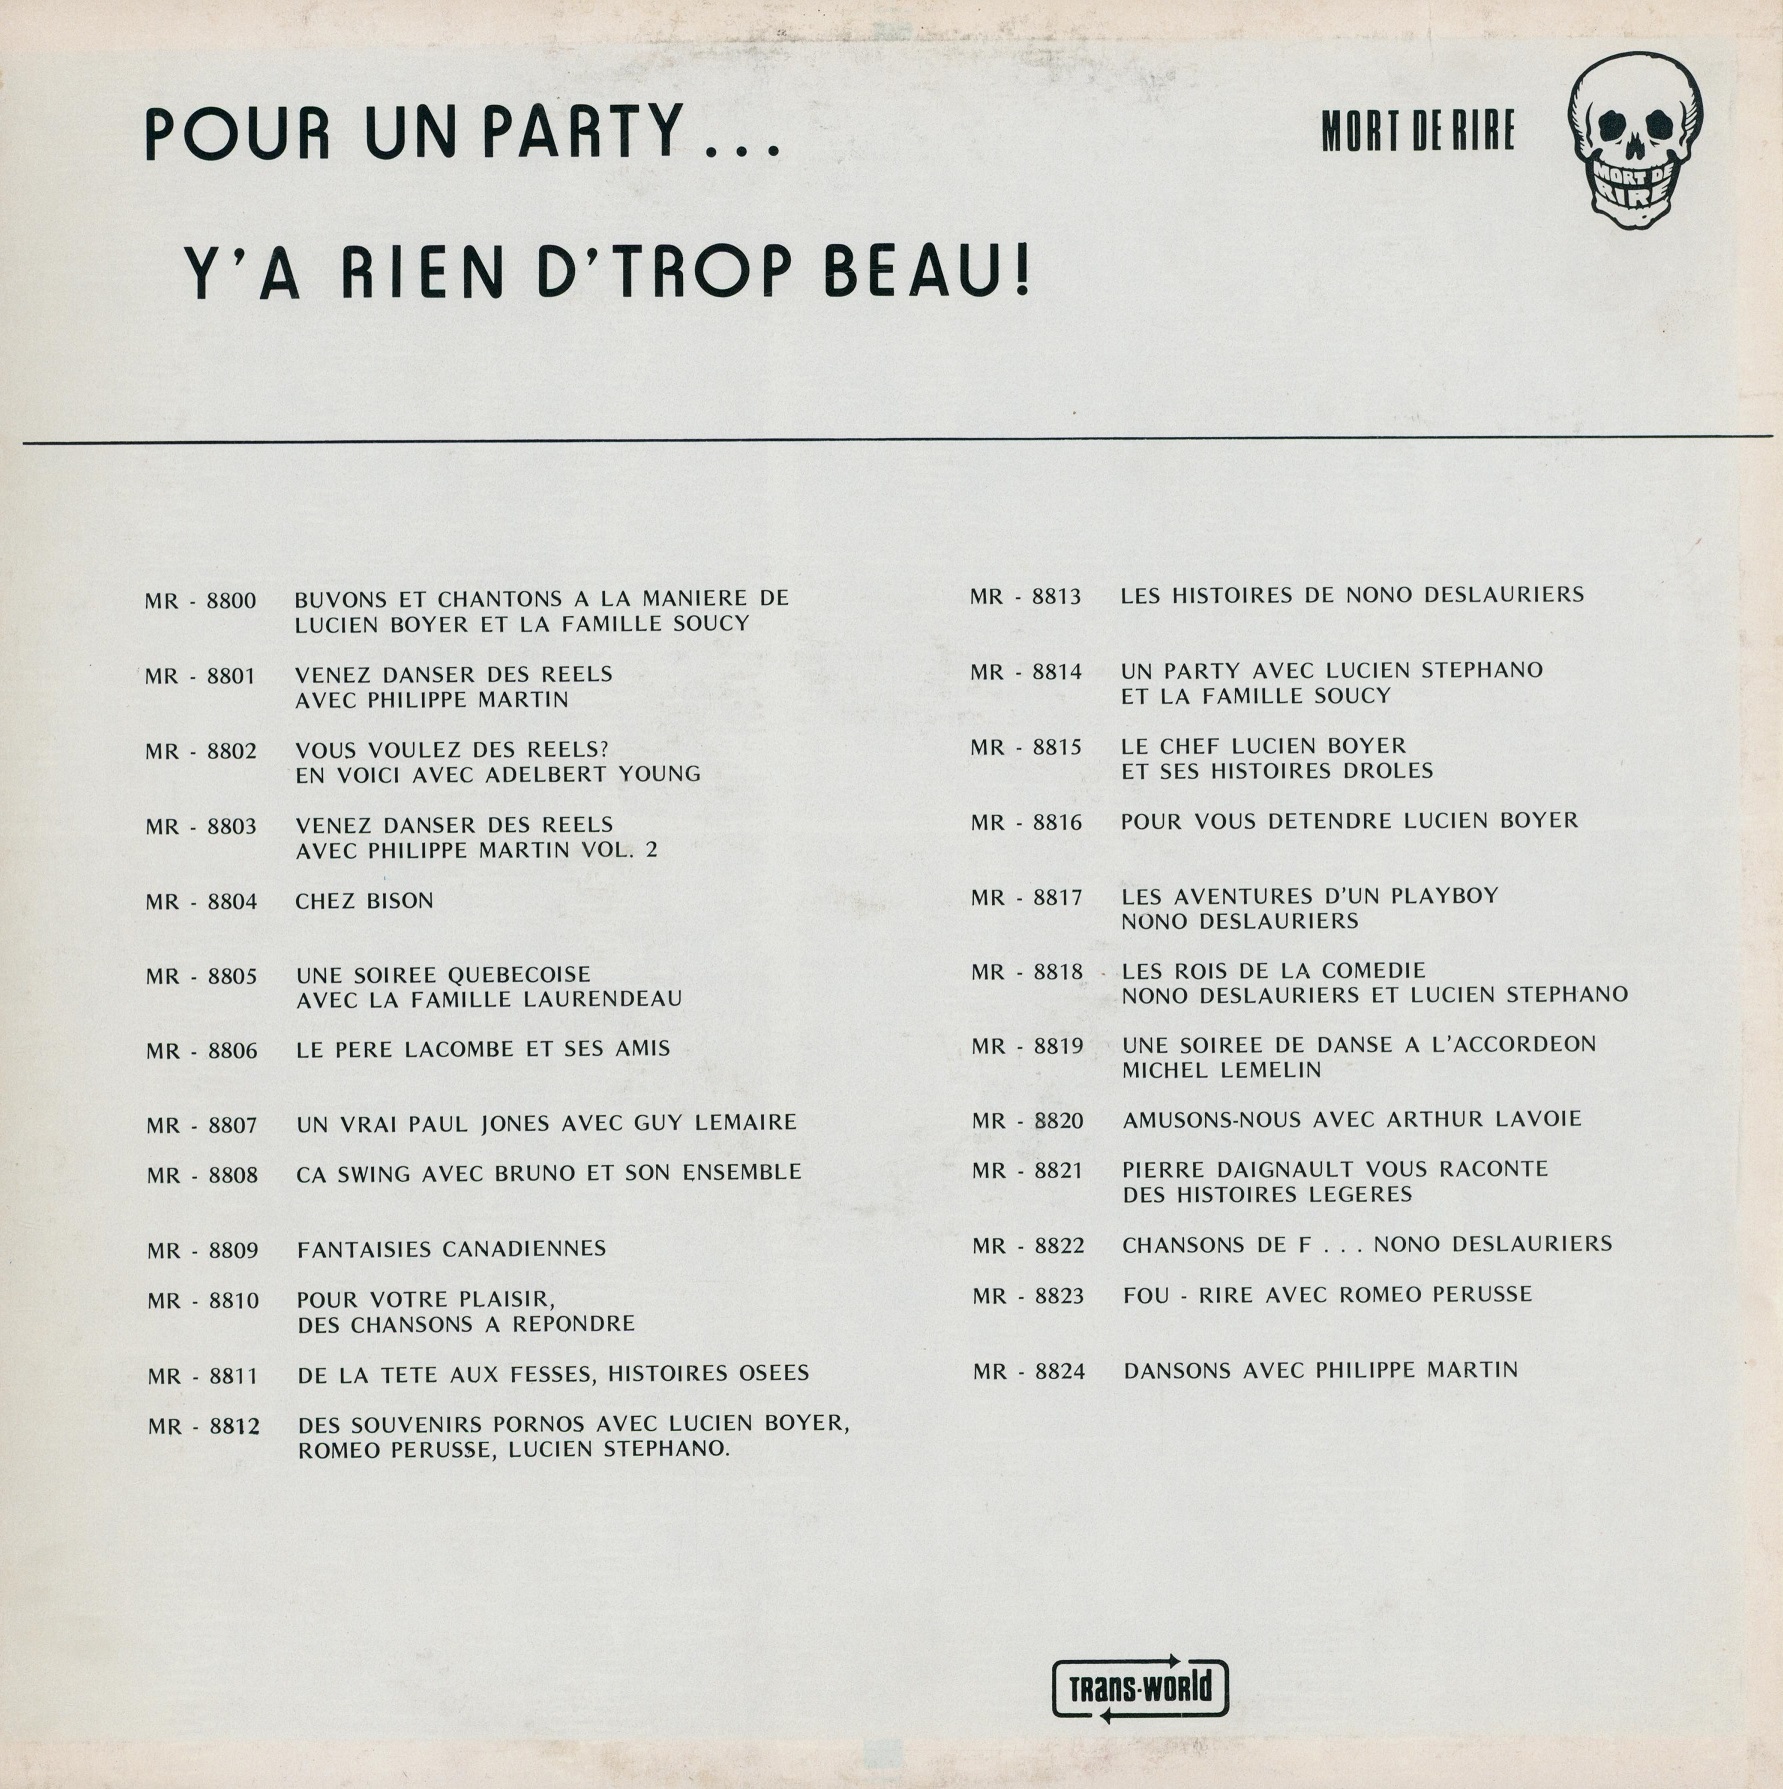 POUR UN PARTY...
MORT DE RIRE
MORT DE
RIRE
Y'A RIEN D'TROP BEAU!
MR - 8800 BUVONS ET CHANTONS A LA MANIERE DE
LUCIEN BOYER ET LA FAMILLE SOUCY
MR - 8801 VENEZ DANSER DES REELS
AVEC PHILIPPE MARTIN
MR - 8802 VOUS VOULEZ DES REELS?
EN VOICI AVEC ADELBERT YOUNG
MR - 8803 VENEZ DANSER DES REELS
AVEC PHILIPPE MARTIN VOL. 2
MR - 8804 CHEZ BISON
MR - 8805 UNE SOIREE QUEBECOISE
AVEC LA FAMILLE LAURENDEAU
MR - 8806 LE PERE LACOMBE ET SES AMIS
MR - 8807 UN VRAI PAUL JONES AVEC GUY LEMAIRE
MR - 8808 CA SWING AVEC BRUNO ET SON ENSEMBLE
MR - 8809 FANTAISIES CANADIENNES
MR - 8810 POUR VOTRE PLAISIR,
DES CHANSONS A REPONDRE
MR - 8811 DE LA TETE AUX FESSES, HISTOIRES OSEES
MR - 8812 DES SOUVENIRS PORNOS AVEC LUCIEN BOYER,
ROMEO PERUSSE, LUCIEN STEPHANO.
MR - 8813 LES HISTOIRES DE NONO DESLAURIERS
MR - 8814 UN PARTY AVEC LUCIEN STEPHANO
ET LA FAMILLE SOUCY
MR - 8815 LE CHEF LUCIEN BOYER
ET SES HISTOIRES DROLES
MR - 8816 POUR VOUS DETENDRE LUCIEN BOYER
MR - 8817 LES AVENTURES D'UN PLAYBOY
NONO DESLAURIERS
MR - 8818 LES ROIS DE LA COMEDIE
NONO DESLAURIERS ET LUCIEN STEPHANO
MR - 8819 UNE SOIREE DE DANSE A L'ACCORDEON
MICHEL LEMELIN
MR - 8820 AMUSONS-NOUS AVEC ARTHUR LAVOIE
MR - 8821 PIERRE DAIGNAULT VOUS RACONTE
DES HISTOIRES LEGERES
MR - 8822 CHANSONS DE F . . . NONO DESLAURIERS
MR - 8823 FOU - RIRE AVEC ROMEO PERUSSE
MR - 8824 DANSONS AVEC PHILIPPE MARTIN
TRans-WORld